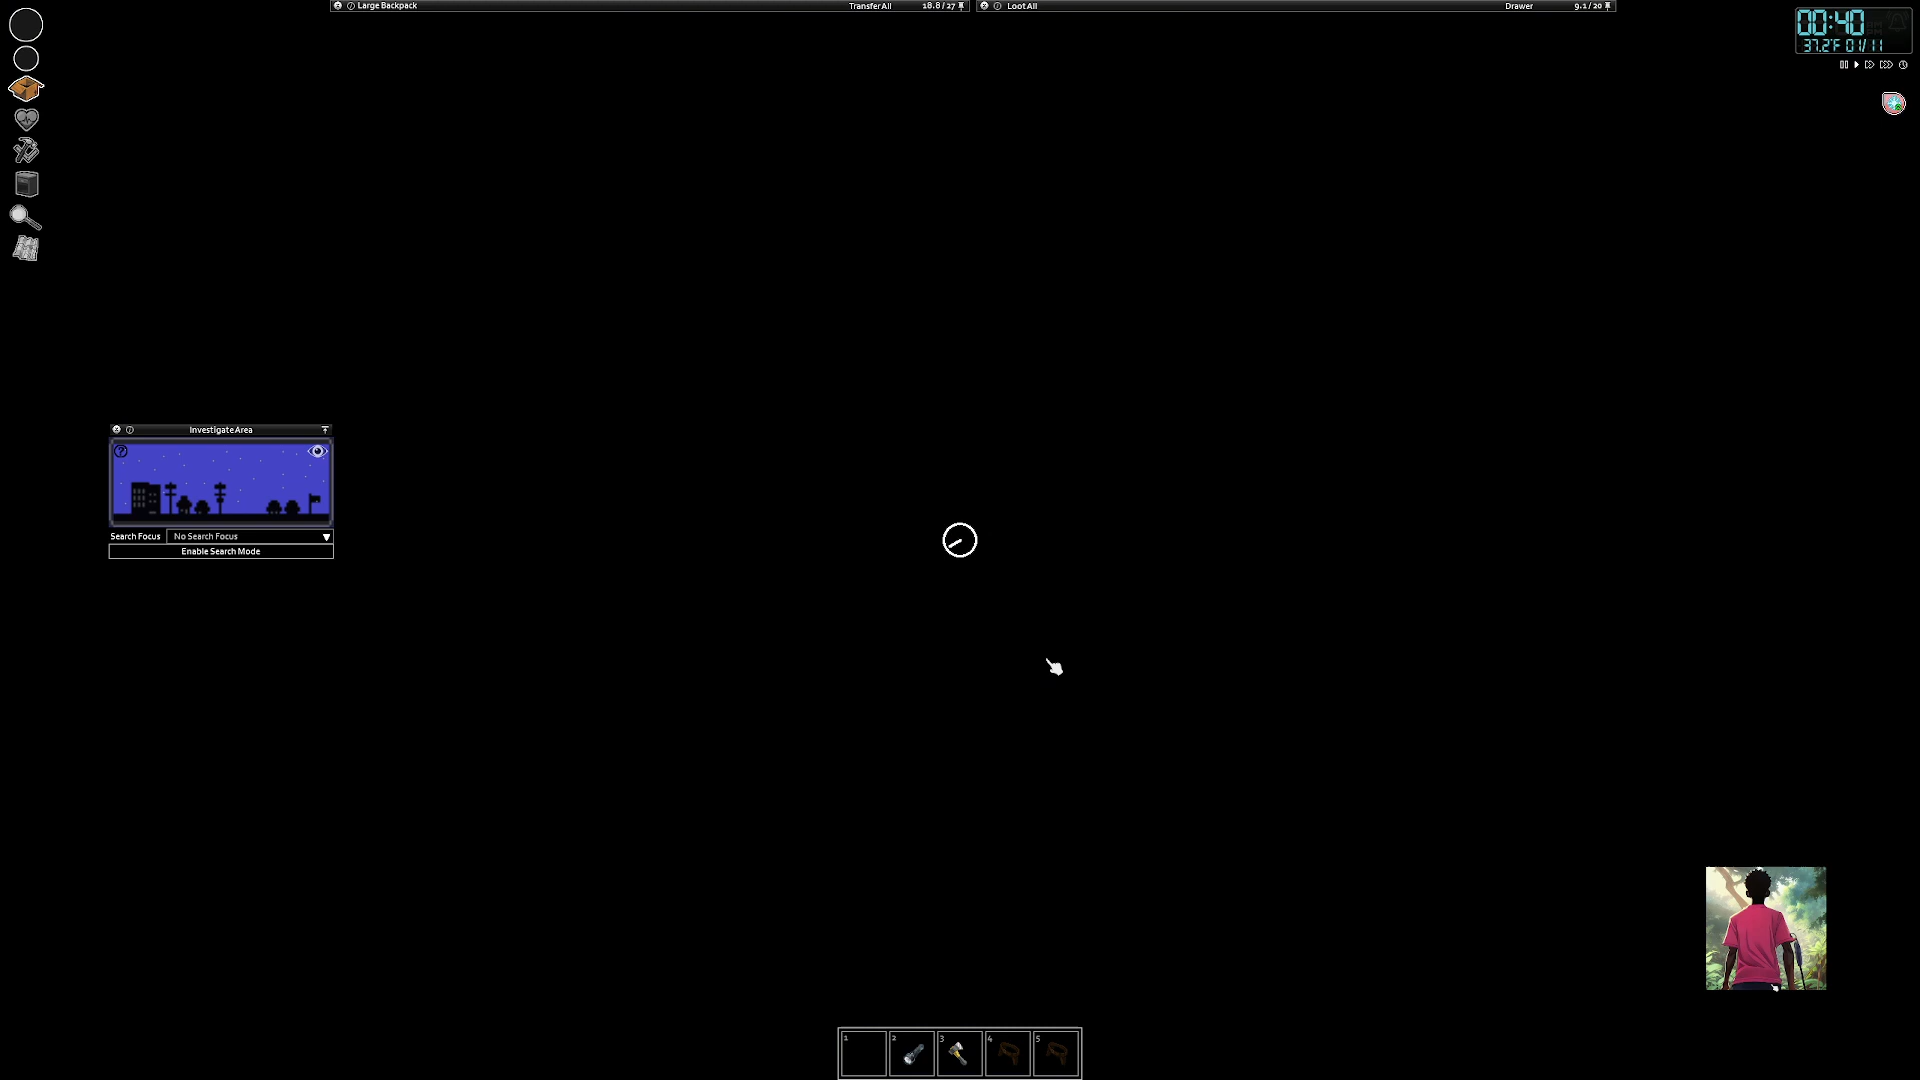 Large Backpack Transfer All 18.8 / 27
Loot All Drawer 9.1 / 20
00:40
37.2°F 01/11
Investigate Area
Search Focus No Search Focus
Enable Search Mode
1 2 3 4 5